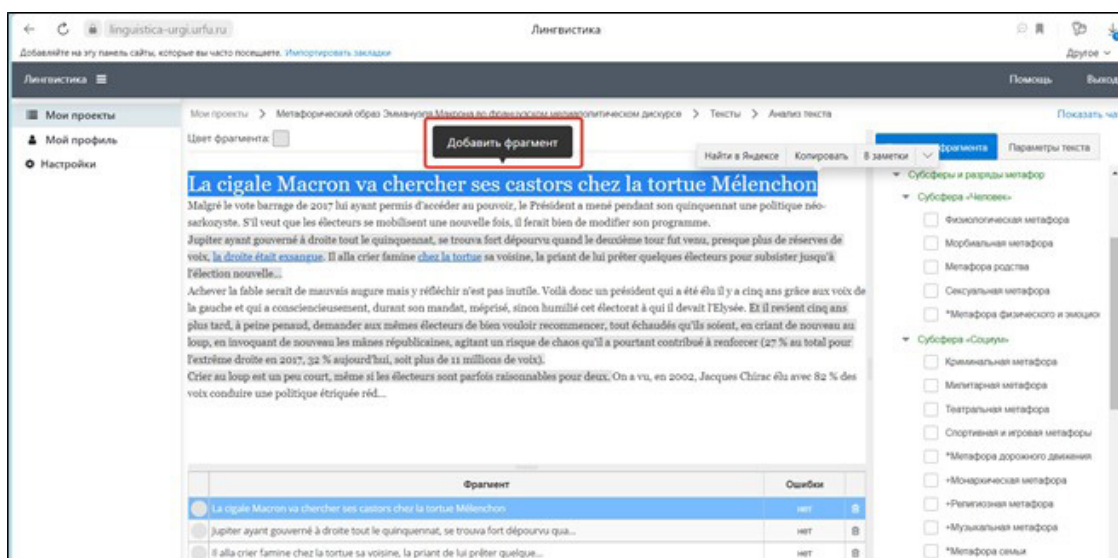 linguistica-urgi.urfu.ru
Лингвистика
Добавляйте на эту панель сайты, которые вы часто посещаете. Импортировать закладки
Другое
Лингвистика
Помощь
Выход
Мои проекты
Мой профиль
Настройки
Мои проекты > Метафорический образ Эммануэля Макрона во французском медиаполитическом дискурсе > Тексты > Анализ текста
Показать ча
Цвет фрагмента:
Добавить фрагмент
Найти в Яндексе Копировать В заметки
фрагмента
Параметры текста
La cigale Macron va chercher ses castors chez la tortue Mélenchon
Malgré le vote barrage de 2017 lui ayant permis d'accéder au pouvoir, le Président a mené pendant son quinquennat une politique néo-
sarkozyste. S'il veut que les électeurs se mobilisent une nouvelle fois, il ferait bien de modifier son programme.
Jupiter ayant gouverné à droite tout le quinquennat, se trouva fort dépourvu quand le deuxième tour fut venu, presque plus de réserves de
voix, la droite était exsangue. Il alla crier famine chez la tortue sa voisine, la priant de lui prêter quelques électeurs pour subsister jusqu'à
l'élection nouvelle...
Achever la fable serait de mauvais augure mais y réfléchir n'est pas inutile. Voilà donc un président qui a été élu il y a cinq ans grâce aux voix de
la gauche et qui a consciencieusement, durant son mandat, méprisé, sinon humilié cet électorat à qui il devait l'Elysée. Et il revient cinq ans
plus tard, à peine penaud, demander aux mêmes électeurs de bien vouloir recommencer, tout échaudés qu'ils soient, en criant de nouveau au
loup, en invoquant de nouveau les mânes républicaines, agitant un risque de chaos qu'il a pourtant contribué à renforcer (27 % au total pour
l'extrême droite en 2017, 32 % aujourd'hui, soit plus de 11 millions de voix).
Crier au loup est un peu court, même si les électeurs sont parfois raisonnables pour deux. On a vu, en 2002, Jacques Chirac élu avec 82 % des
voix conduire une politique étriquée réd...
Субсферы и разряды метафор
Субсфера «Человек»
Физиологическая метафора
Морбиальная метафора
Метафора родства
Сексуальная метафора
*Метафора физического и эмоцио
Субсфера «Социум»
Криминальная метафора
Милитарная метафора
Театральная метафора
Спортивная и игровая метафоры
*Метафора дорожного движения
+Монархическая метафора
+Религиозная метафора
+Музыкальная метафора
*Метафора семьи
Фрагмент
Ошибки
La cigale Macron va chercher ses castors chez la tortue Mélenchon
нет
Jupiter ayant gouverné à droite tout le quinquennat, se trouva fort dépourvu qua...
нет
Il alla crier famine chez la tortue sa voisine, la priant de lui prêter quelque...
нет